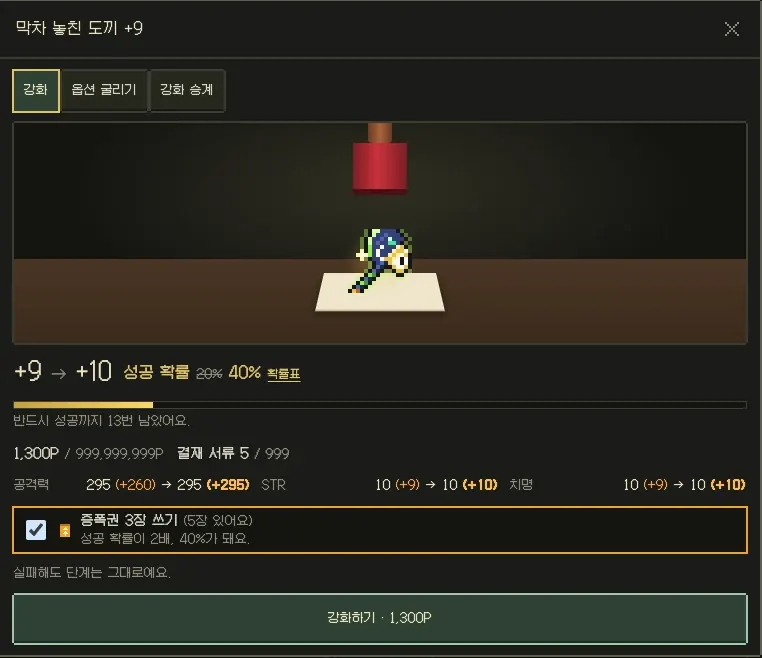 막차 놓친 도끼 +9
강화 옵션 굴리기 강화 승계
+9 → +10 성공 확률 20% 40% 확률표
반드시 성공까지 13번 남았어요.
1,300P / 999,999,999P 결재 서류 5 / 999
공격력 295 (+260) → 295 (+295) STR 10 (+9) → 10 (+10) 치명 10 (+9) → 10 (+10)
증폭권 3장 쓰기 (5장 있어요)
성공 확률이 2배, 40%가 돼요.
실패해도 단계는 그대로예요.
강화하기 · 1,300P